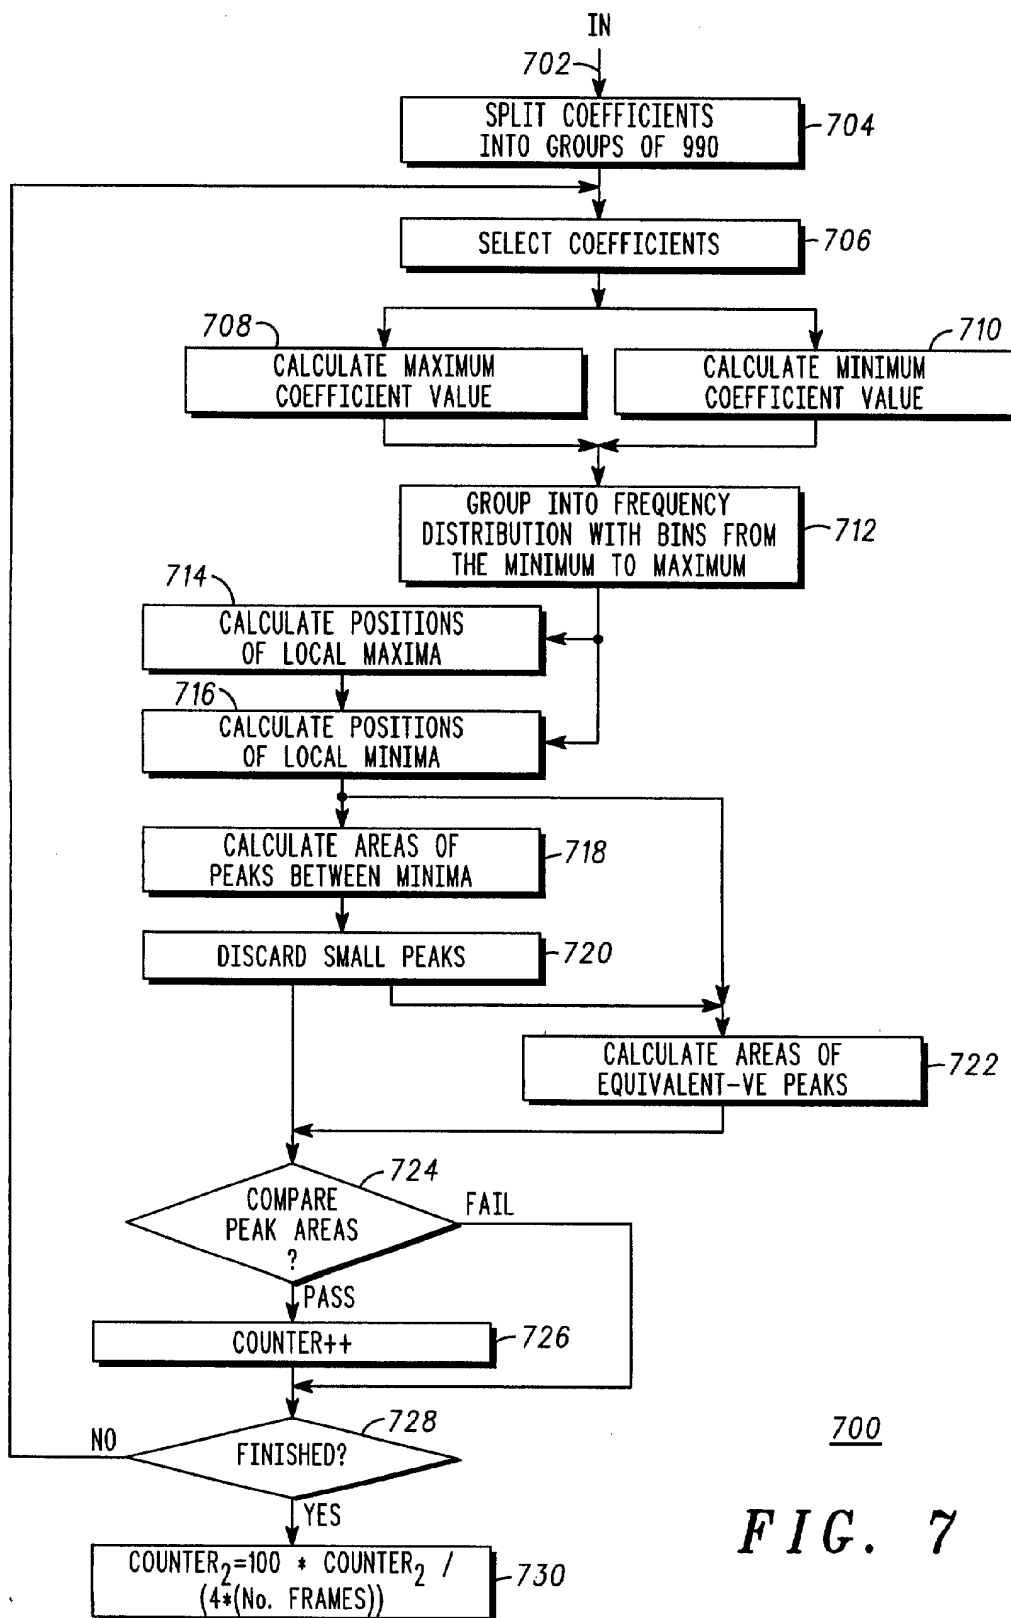 IN
702
SPLIT COEFFICIENTS
INTO GROUPS OF 990
704
SELECT COEFFICIENTS
706
708
CALCULATE MAXIMUM
COEFFICIENT VALUE
710
CALCULATE MINIMUM
COEFFICIENT VALUE
GROUP INTO FREQUENCY
DISTRIBUTION WITH BINS FROM
THE MINIMUM TO MAXIMUM
712
714
CALCULATE POSITIONS
OF LOCAL MAXIMA
716
CALCULATE POSITIONS
OF LOCAL MINIMA
CALCULATE AREAS OF
PEAKS BETWEEN MINIMA
718
DISCARD SMALL PEAKS
720
CALCULATE AREAS OF
EQUIVALENT-VE PEAKS
722
724
COMPARE
PEAK AREAS
?
FAIL
PASS
COUNTER++
726
728
FINISHED?
NO
YES
COUNTER₂=100 * COUNTER₂ /
(4*(No. FRAMES))
730
700
FIG. 7